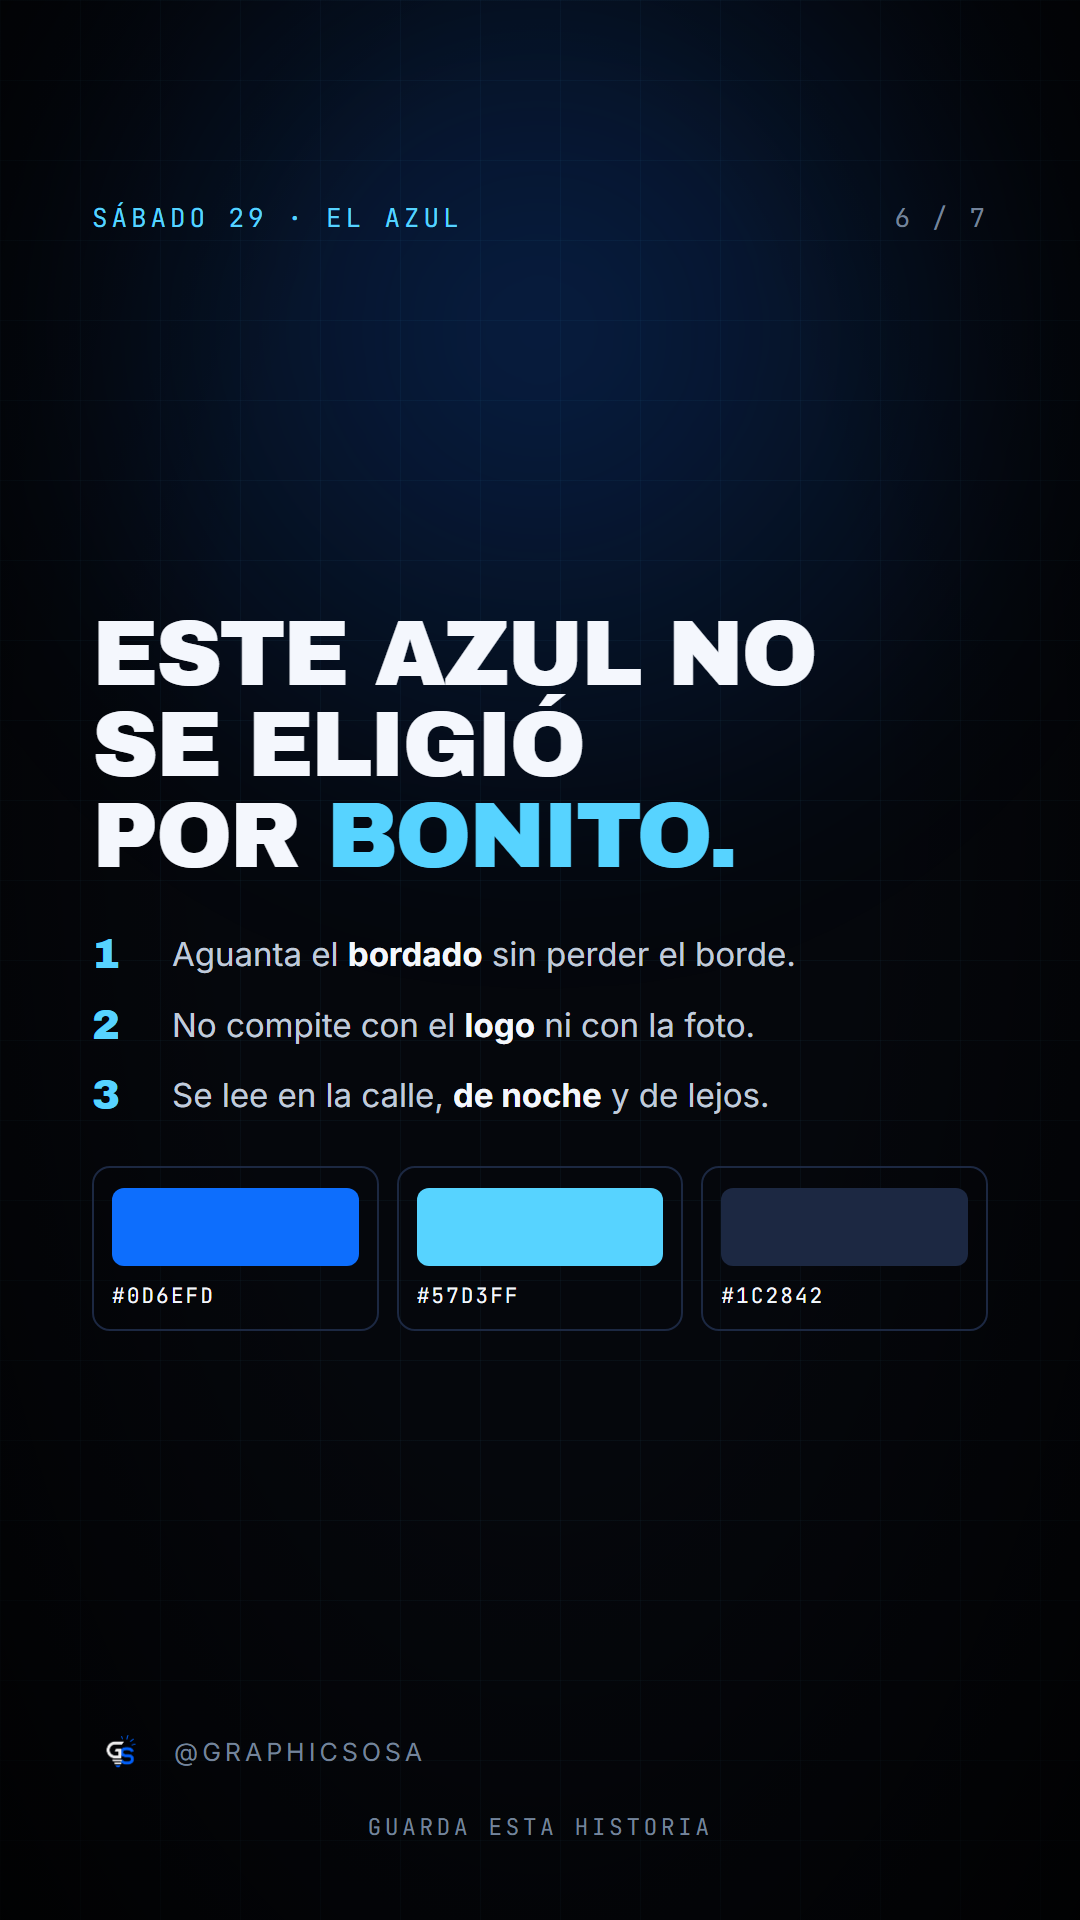 SÁBADO 29 · EL AZUL
6 / 7
ESTE AZUL NO
SE ELIGIÓ
POR BONITO.
1 Aguanta el bordado sin perder el borde.
2 No compite con el logo ni con la foto.
3 Se lee en la calle, de noche y de lejos.
#0D6EFD
#57D3FF
#1C2842
GS
@GRAPHICSOSA
GUARDA ESTA HISTORIA